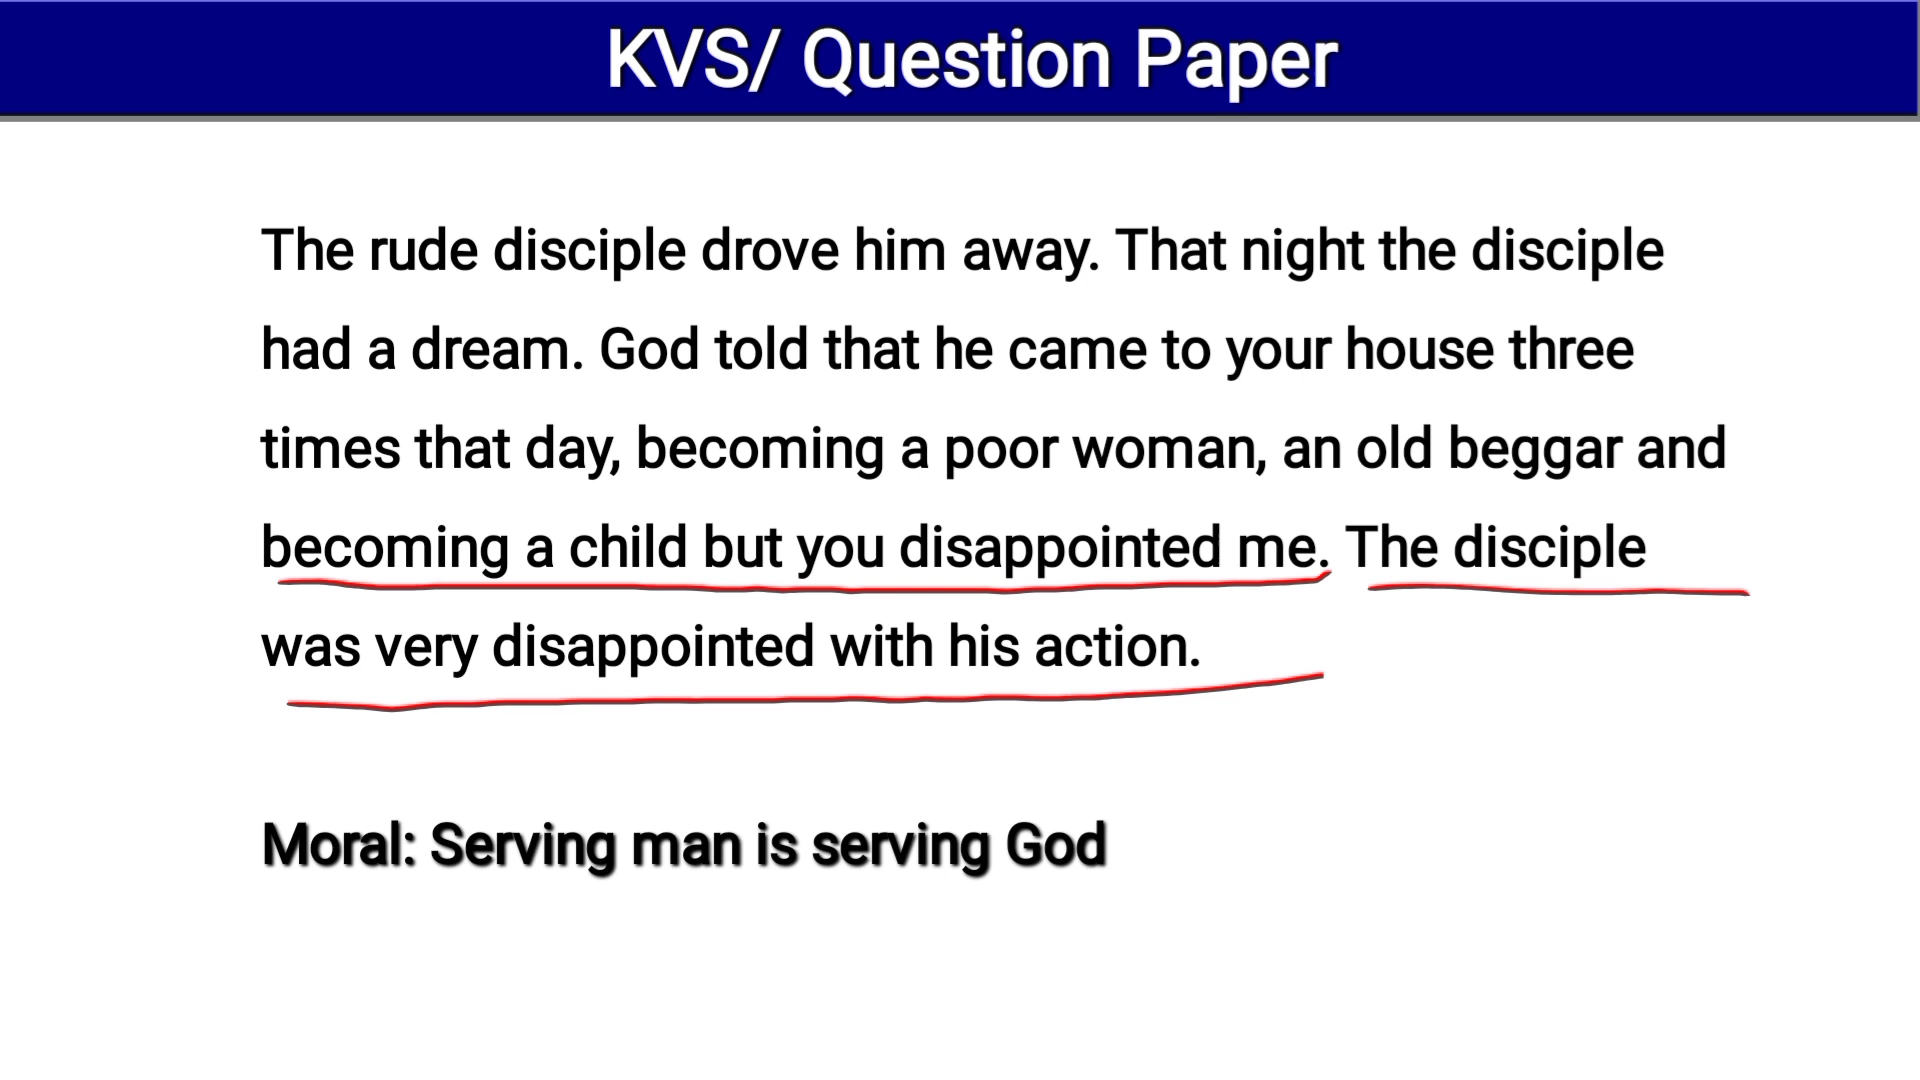 KVS/ Question Paper
The rude disciple drove him away. That night the disciple
had a dream. God told that he came to your house three
times that day, becoming a poor woman, an old beggar and
becoming a child but you disappointed me. The disciple
was very disappointed with his action.
Moral: Serving man is serving God